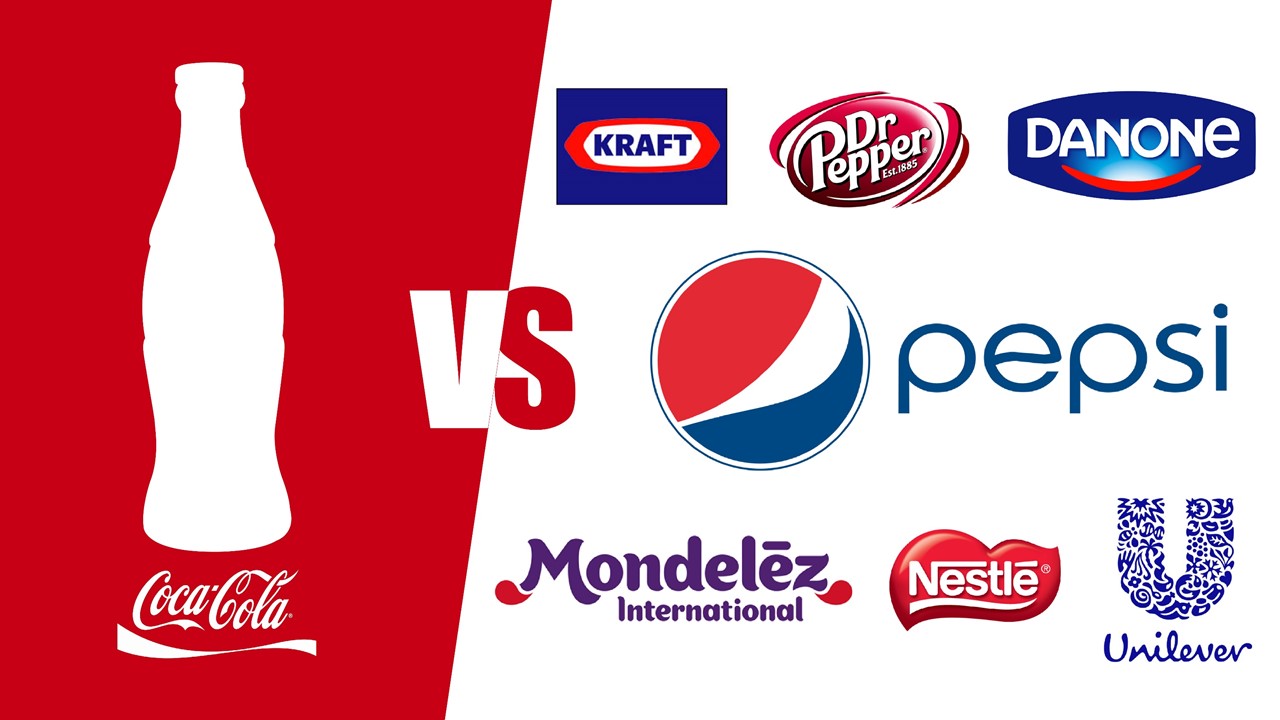 Coca-Cola
VS
KRAFT
Dr
Pepper
Est.1885
DANONE
pepsi
Mondelēz
International
Nestlé
Unilever